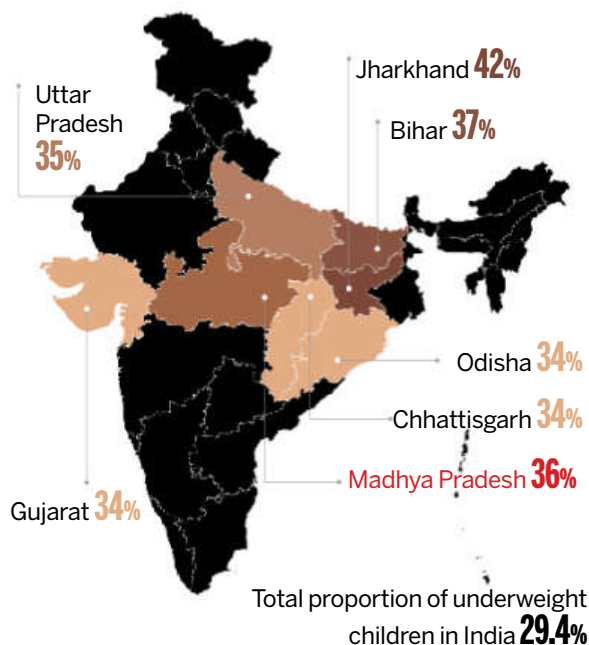 Jharkhand 42%
Uttar
Pradesh
35%
Bihar 37%
Odisha 34%
Chhattisgarh 34%
Madhya Pradesh 36%
Gujarat 34%
Total proportion of underweight
children in India 29.4%